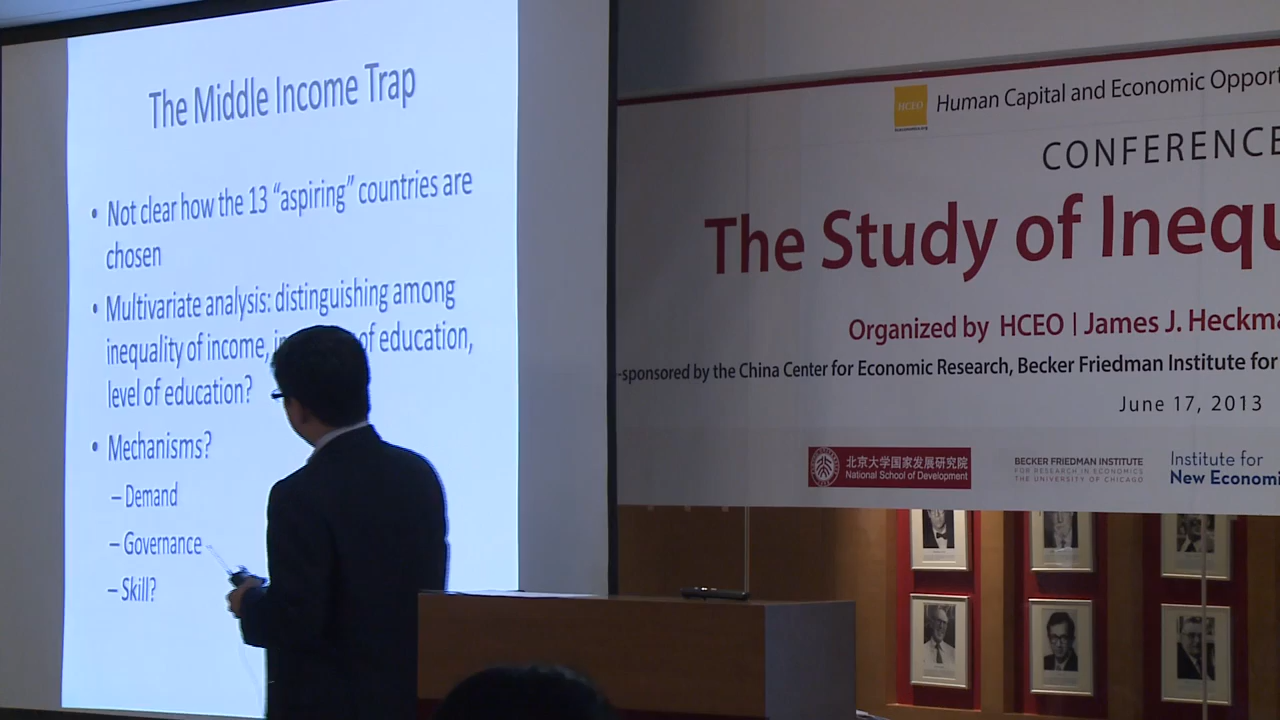 The Middle Income Trap
• Not clear how the 13 “aspiring” countries are
chosen
• Multivariate analysis: distinguishing among
inequality of income, of education,
level of education?
• Mechanisms?
– Demand
– Governance
– Skill?
HCEO
Human Capital and Economic Opport
CONFERENCE
The Study of Inequ
Organized by HCEO | James J. Heckma
-sponsored by the China Center for Economic Research, Becker Friedman Institute for
June 17, 2013
北京大学国家发展研究院
National School of Development
BECKER FRIEDMAN INSTITUTE
FOR RESEARCH IN ECONOMICS
THE UNIVERSITY OF CHICAGO
Institute for
New Economi